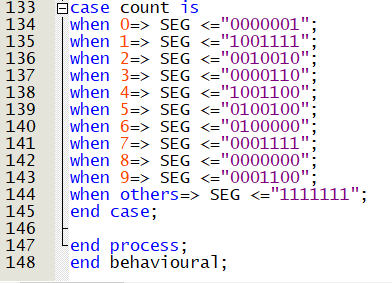 133 case count is
134 when 0=> SEG <="0000001";
135 when 1=> SEG <="1001111";
136 when 2=> SEG <="0010010";
137 when 3=> SEG <="0000110";
138 when 4=> SEG <="1001100";
139 when 5=> SEG <="0100100";
140 when 6=> SEG <="0100000";
141 when 7=> SEG <="0001111";
142 when 8=> SEG <="0000000";
143 when 9=> SEG <="0001100";
144 when others=> SEG <="1111111";
145 end case;
146
147 end process;
148 end behavioural;